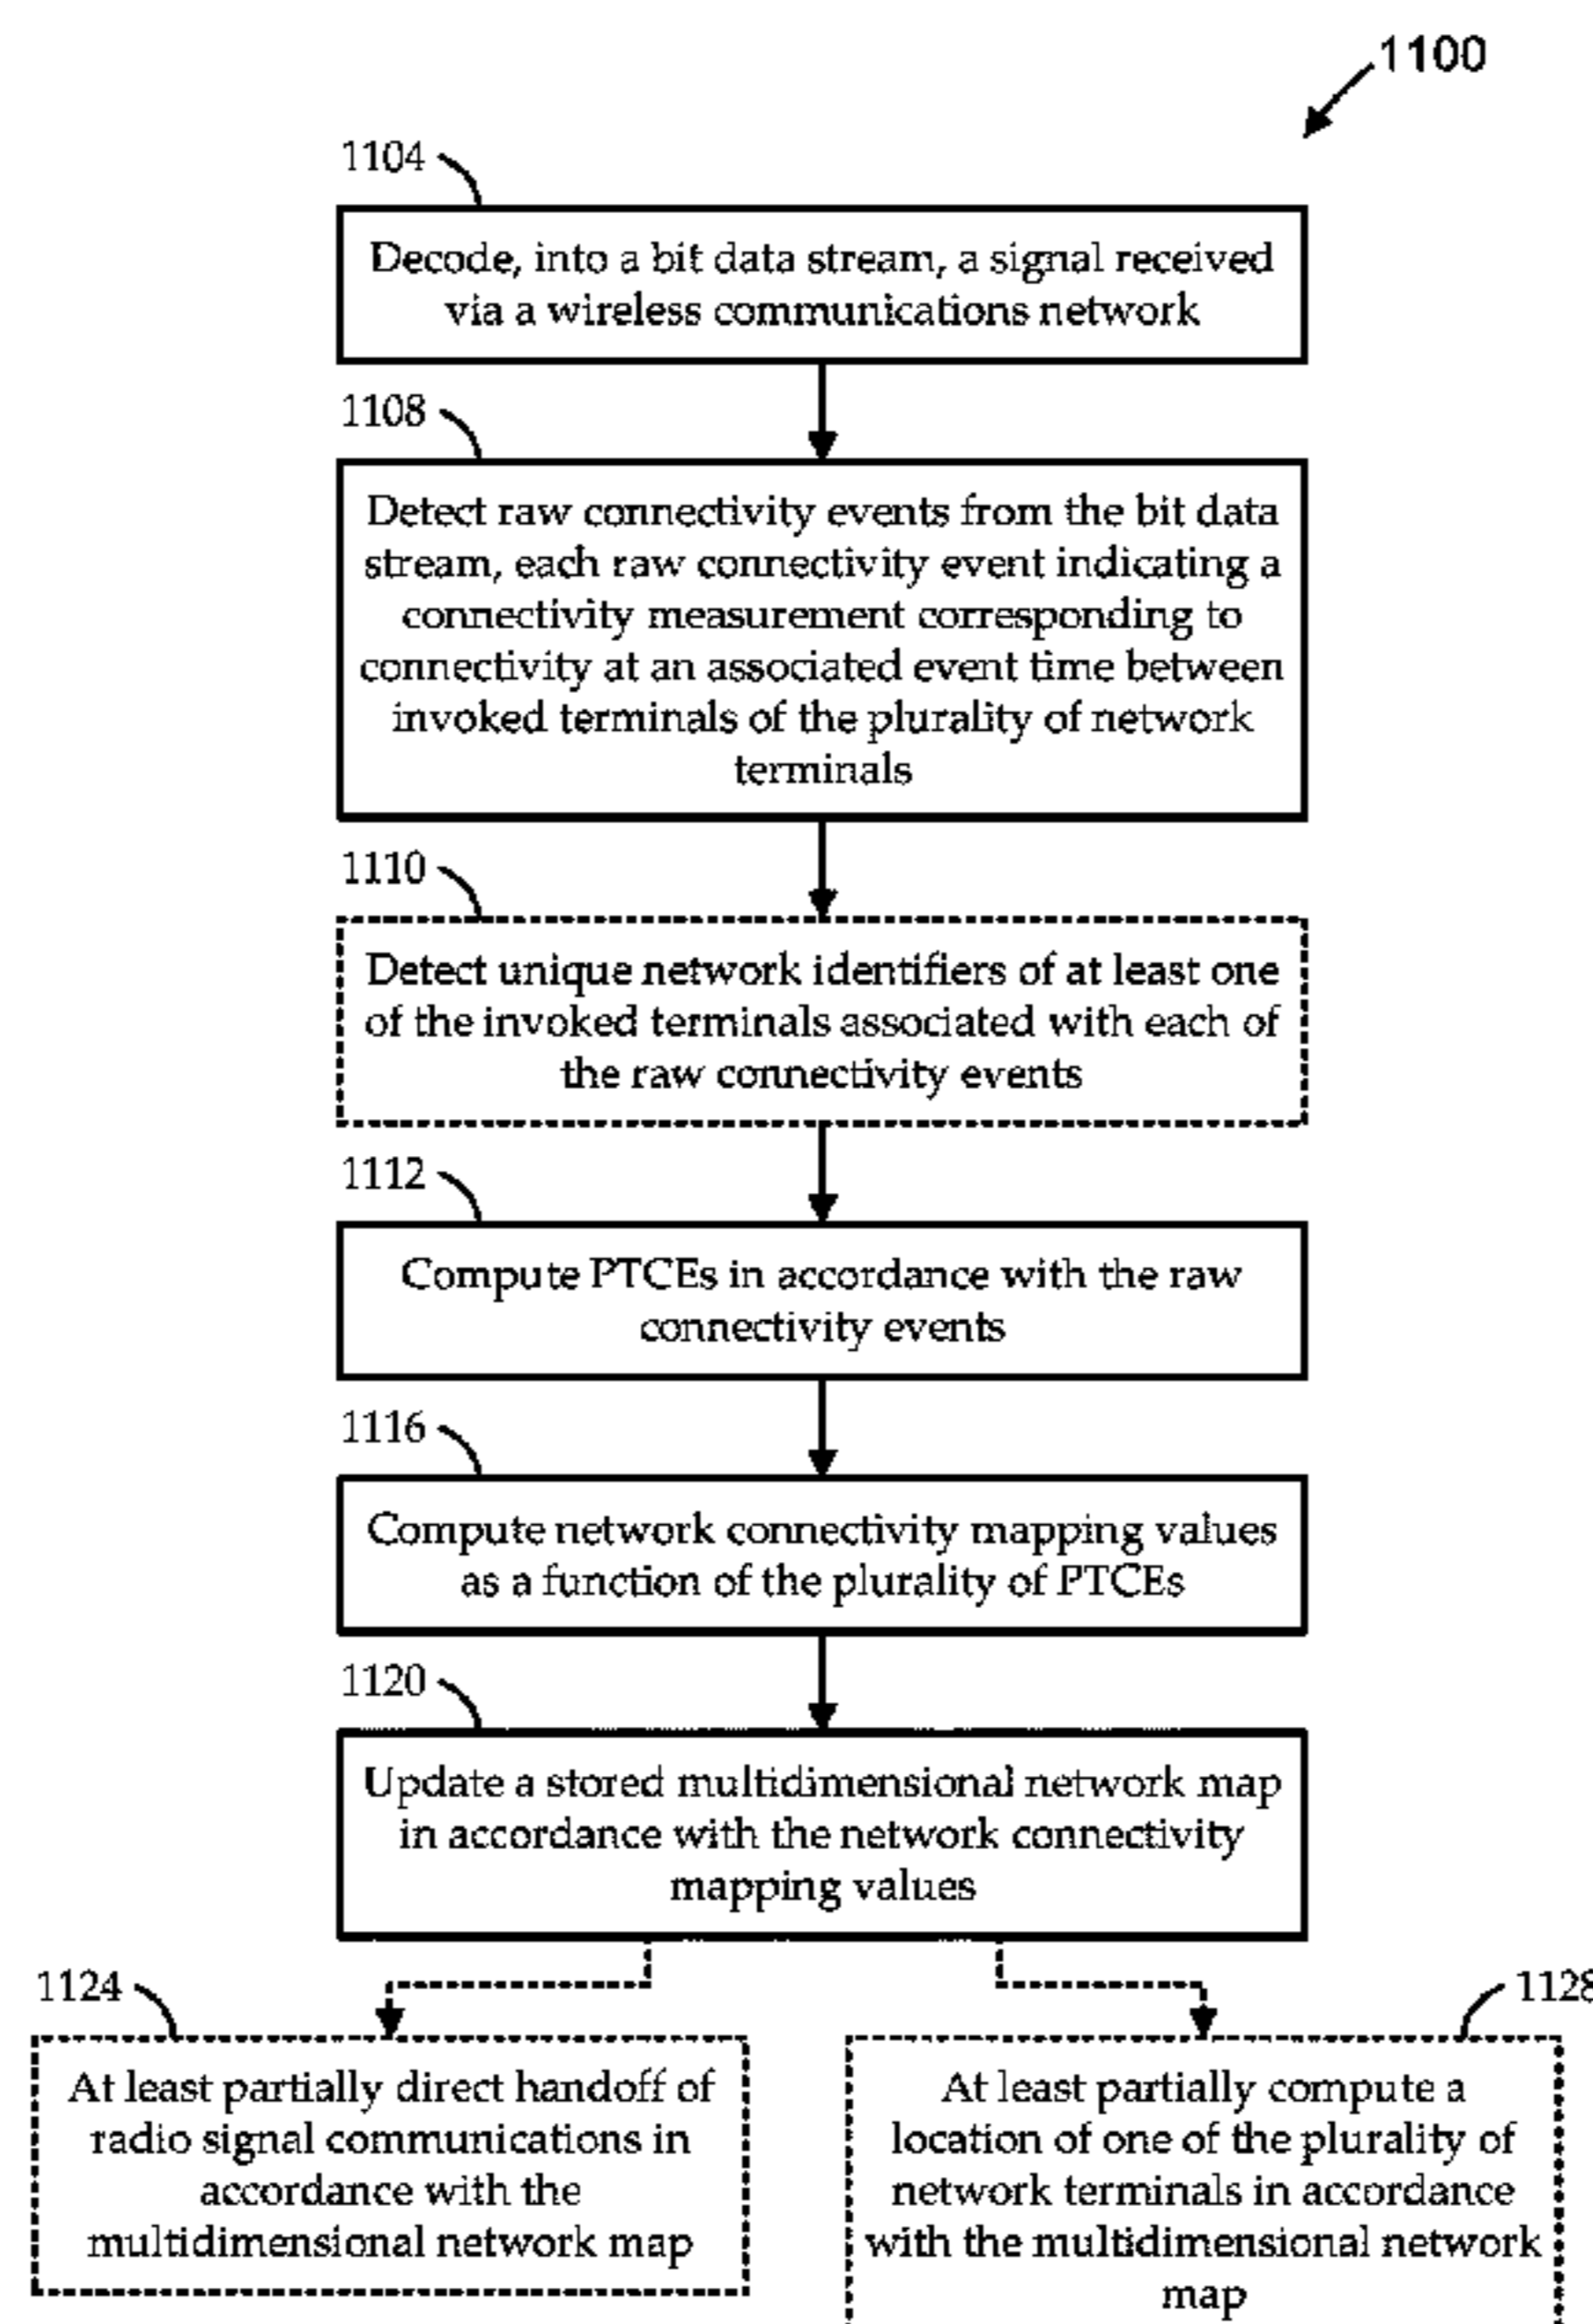 1100
1104
Decode, into a bit data stream, a signal received
via a wireless communications network
1108
Detect raw connectivity events from the bit data
stream, each raw connectivity event indicating a
connectivity measurement corresponding to
connectivity at an associated event time between
invoked terminals of the plurality of network
terminals
1110
Detect unique network identifiers of at least one
of the invoked terminals associated with each of
the raw connectivity events
1112
Compute PTCEs in accordance with the raw
connectivity events
1116
Compute network connectivity mapping values
as a function of the plurality of PTCEs
1120
Update a stored multidimensional network map
in accordance with the network connectivity
mapping values
1124
At least partially direct handoff of
radio signal communications in
accordance with the
multidimensional network map
1128
At least partially compute a
location of one of the plurality of
network terminals in accordance
with the multidimensional network
map